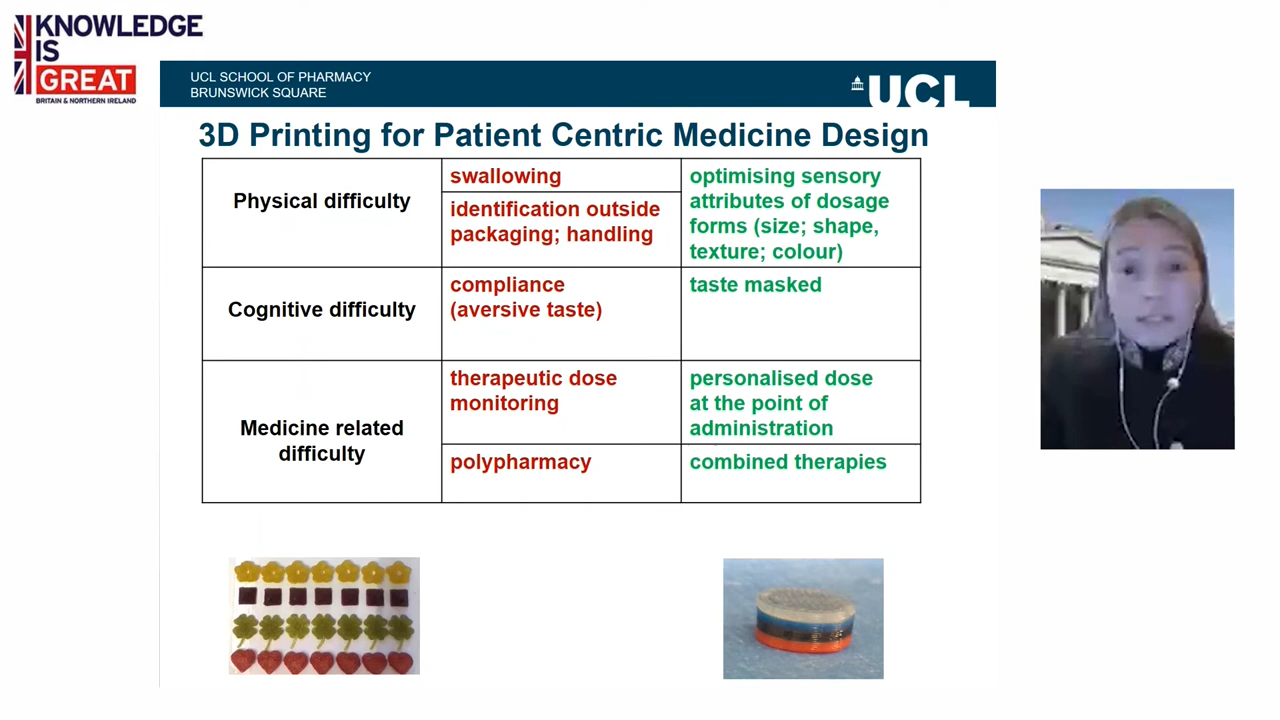 KNOWLEDGE
IS
GREAT
BRITAIN & NORTHERN IRELAND
UCL SCHOOL OF PHARMACY
BRUNSWICK SQUARE
UCL
3D Printing for Patient Centric Medicine Design
Physical difficulty
swallowing
identification outside
packaging; handling
optimising sensory
attributes of dosage
forms (size; shape,
texture; colour)
Cognitive difficulty
compliance
(aversive taste)
taste masked
Medicine related
difficulty
therapeutic dose
monitoring
personalised dose
at the point of
administration
polypharmacy
combined therapies